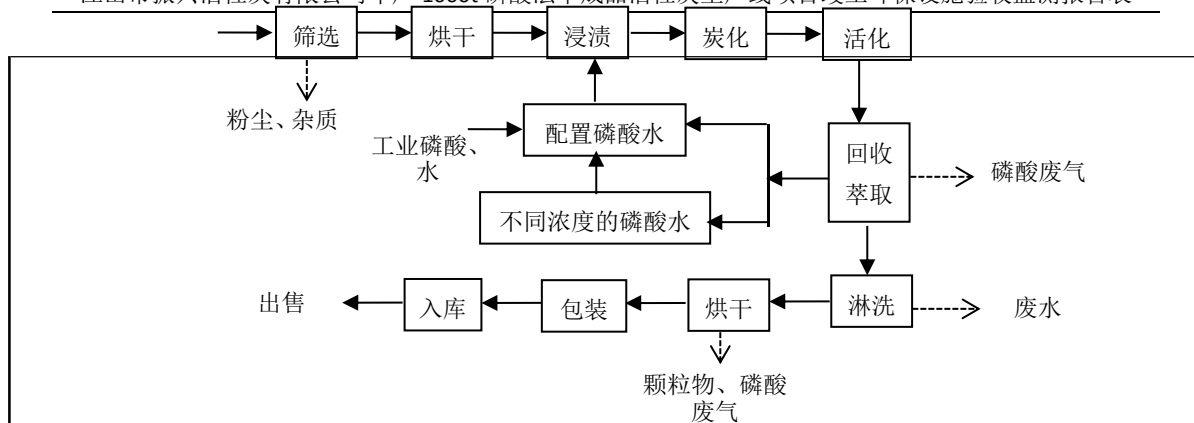 筛选 烘干 浸渍 炭化 活化
粉尘、杂质
工业磷酸、
水
配置磷酸水
回收
萃取
磷酸废气
不同浓度的磷酸水
出售 入库 包装 烘干 淋洗 废水
颗粒物、磷酸
废气